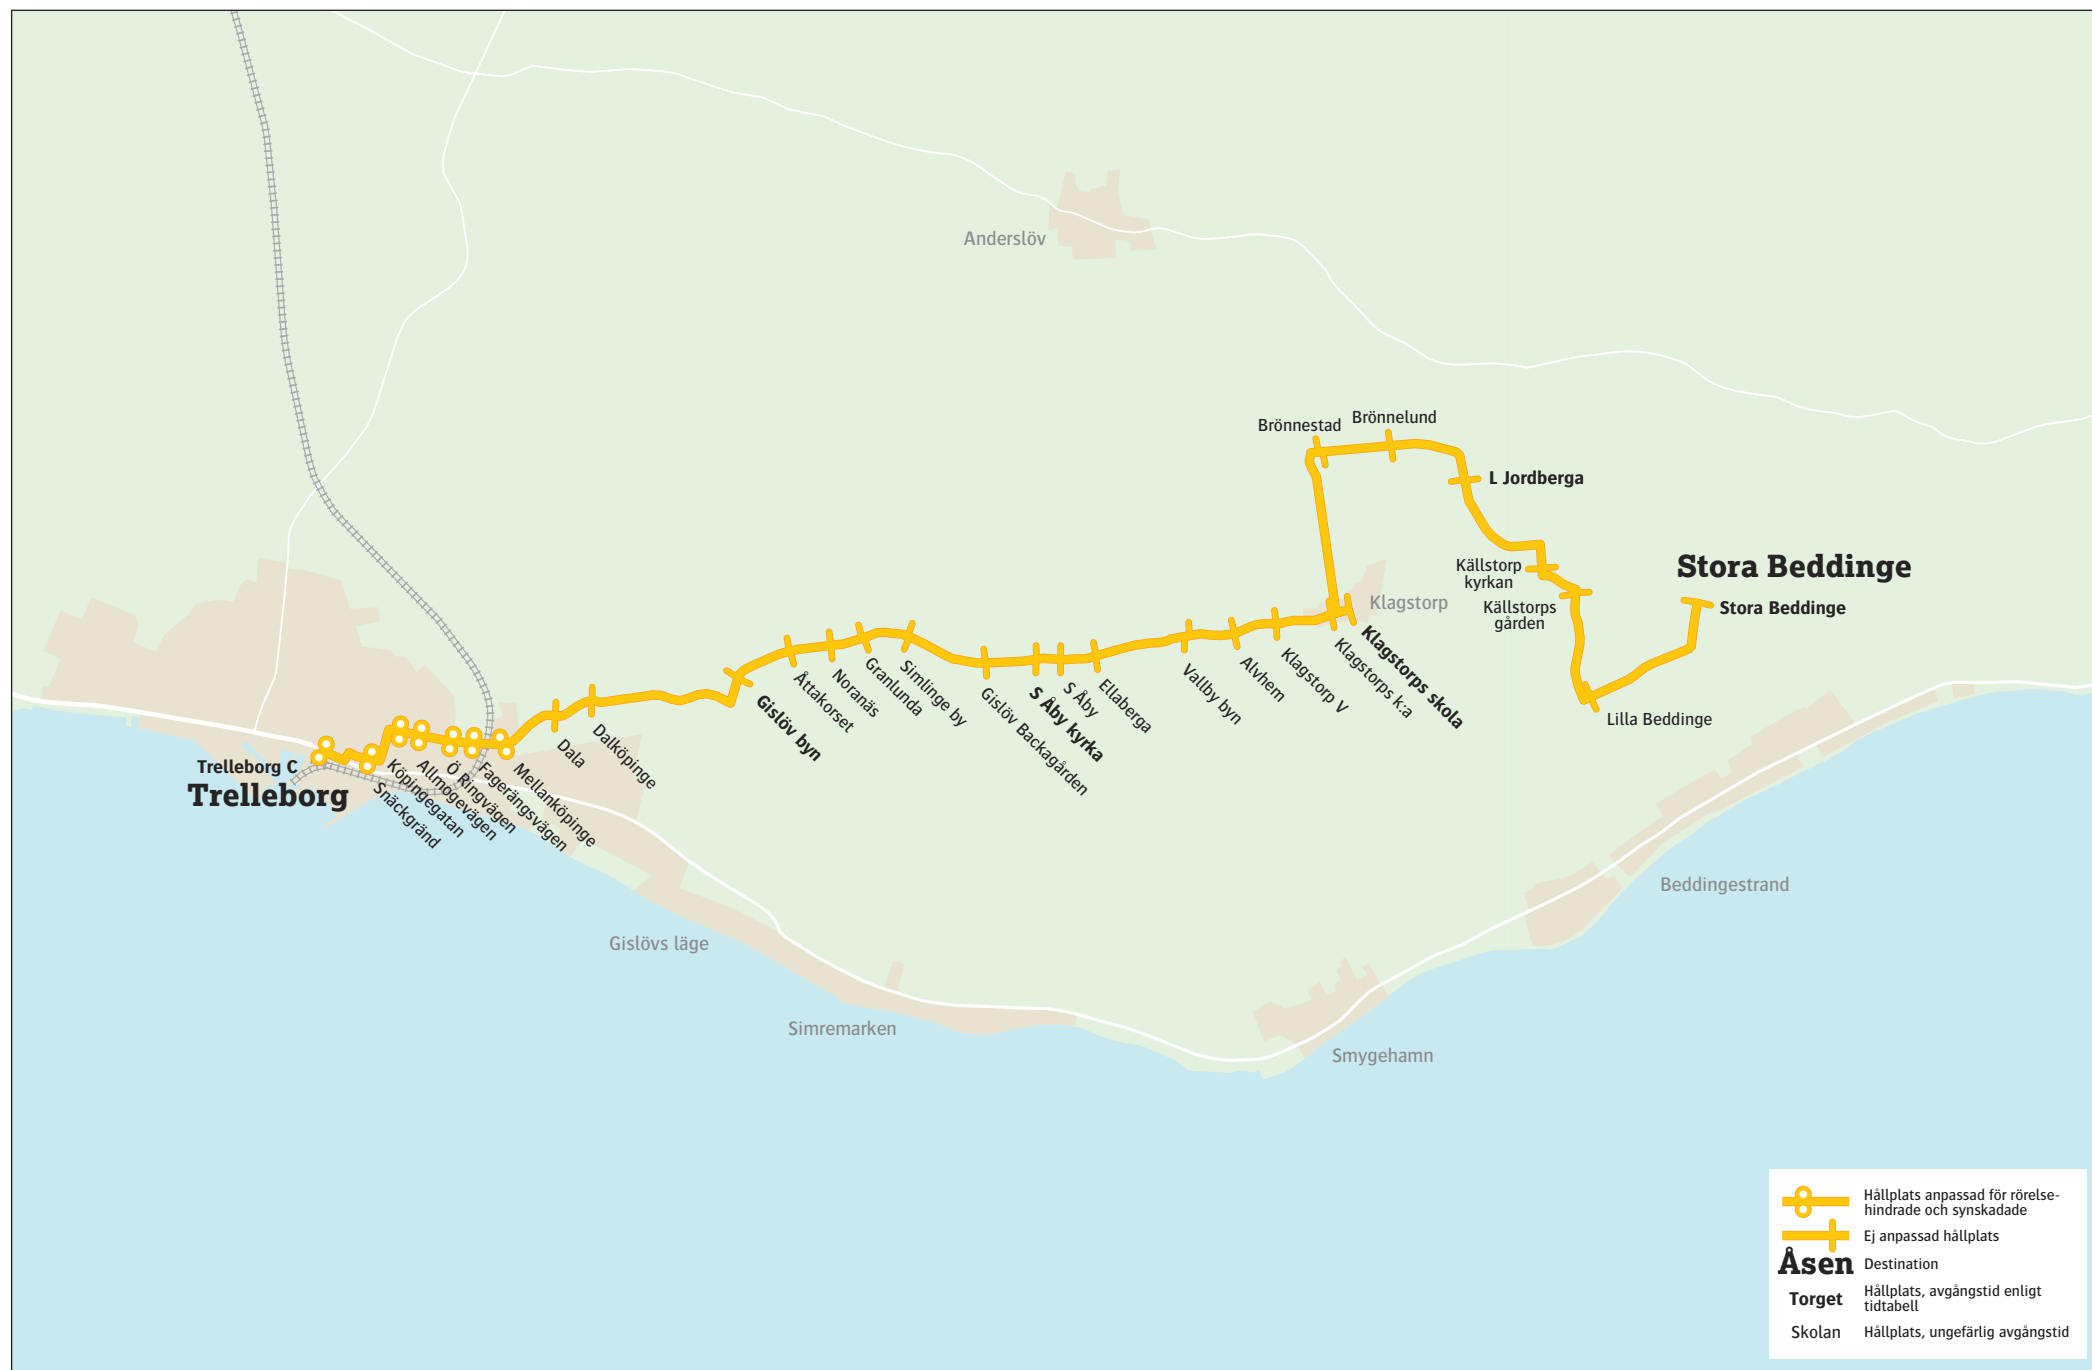 Anderslöv
Brönnestad
Brönnelund
L Jordberga
Källstorp
kyrkan
Källstorps
gården
Stora Beddinge
Stora Beddinge
Lilla Beddinge
Klagstorp
Klagstorps skola
Klagstorps k:a
Klagstorp V
Alvhem
Vallby byn
Ellaberga
S Åby
S Åby kyrka
Gislöv Backagården
Simlinge by
Granlunda
Noranäs
Åttakorset
Gislöv byn
Dalköpinge
Dala
Mellanköpinge
Fagerängsvägen
Ö Ringvägen
Allmogevägen
Köpingegatan
Snäckgränd
Trelleborg C
Trelleborg
Gislövs läge
Simremarken
Smygehamn
Beddingestrand
Hållplats anpassad för rörelse-
hindrade och synskadade
Ej anpassad hållplats
Åsen Destination
Torget Hållplats, avgångstid enligt
tidtabell
Skolan Hållplats, ungefärlig avgångstid